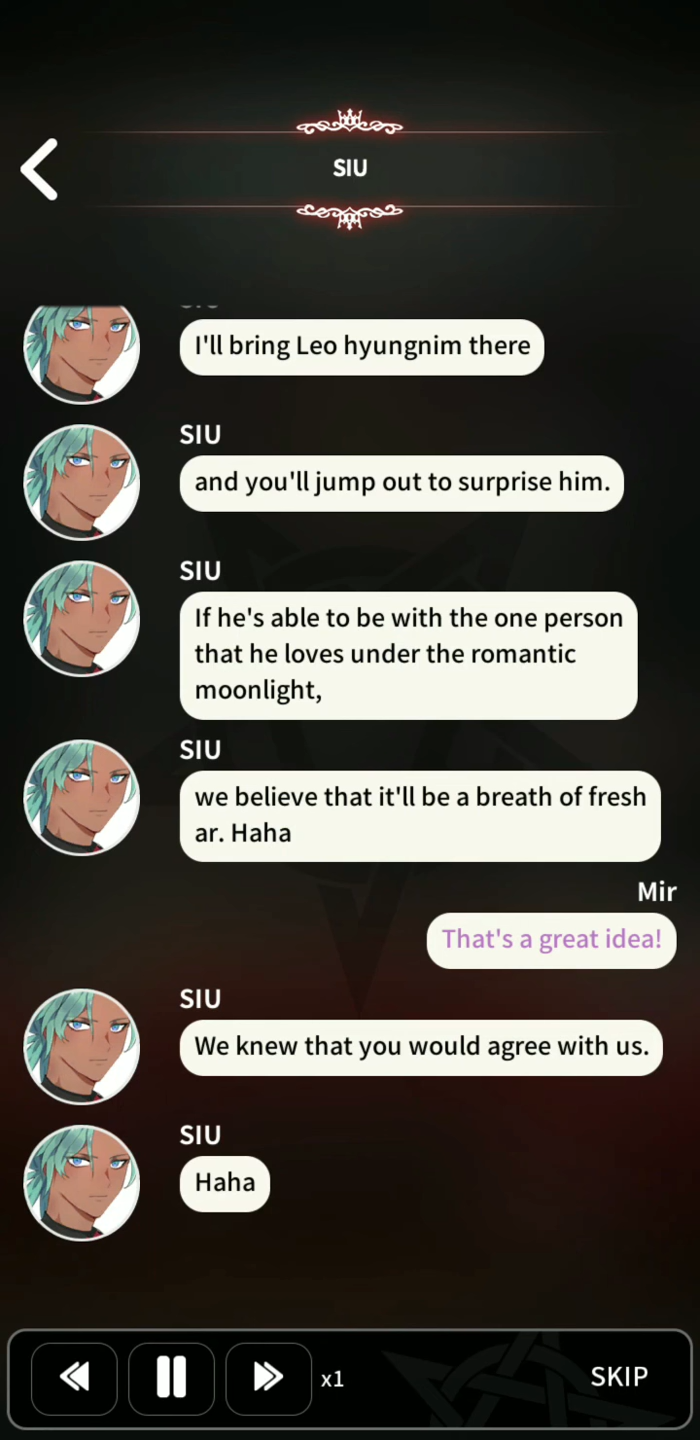 SIU
I'll bring Leo hyungnim there
SIU
and you'll jump out to surprise him.
SIU
If he's able to be with the one person
that he loves under the romantic
moonlight,
SIU
we believe that it'll be a breath of fresh
ar. Haha
Mir
That's a great idea!
SIU
We knew that you would agree with us.
SIU
Haha
x1
SKIP